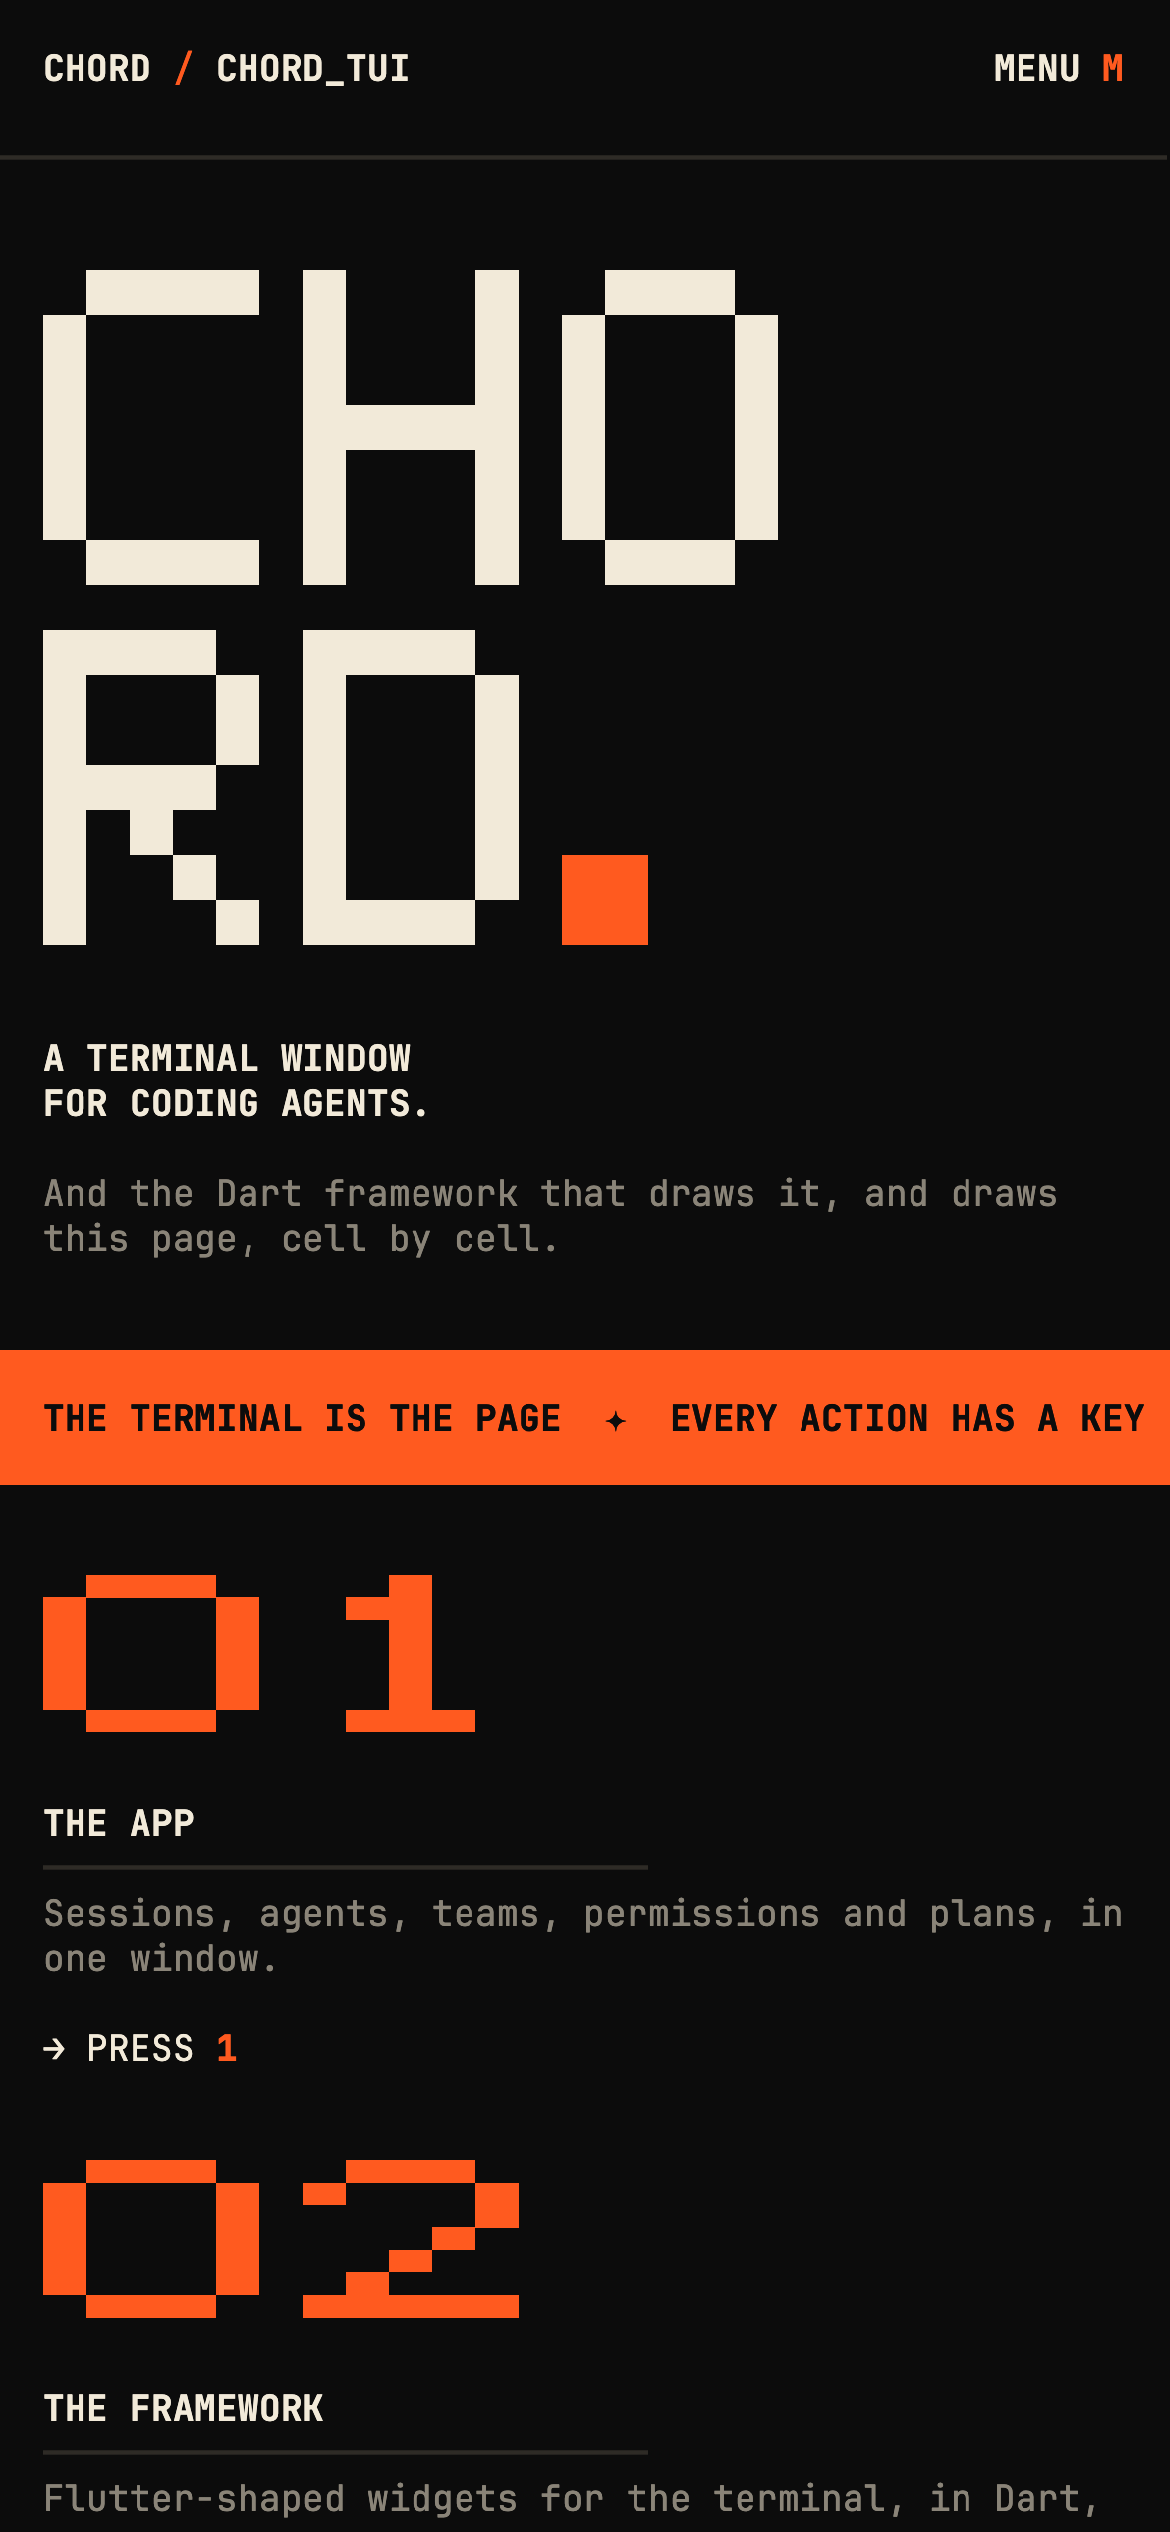 CHORD / CHORD_TUI
MENU M
CHO
RD.
A TERMINAL WINDOW
FOR CODING AGENTS.
And the Dart framework that draws it, and draws
this page, cell by cell.
THE TERMINAL IS THE PAGE ✦ EVERY ACTION HAS A KEY
01
THE APP
Sessions, agents, teams, permissions and plans, in
one window.
→ PRESS 1
02
THE FRAMEWORK
Flutter-shaped widgets for the terminal, in Dart,